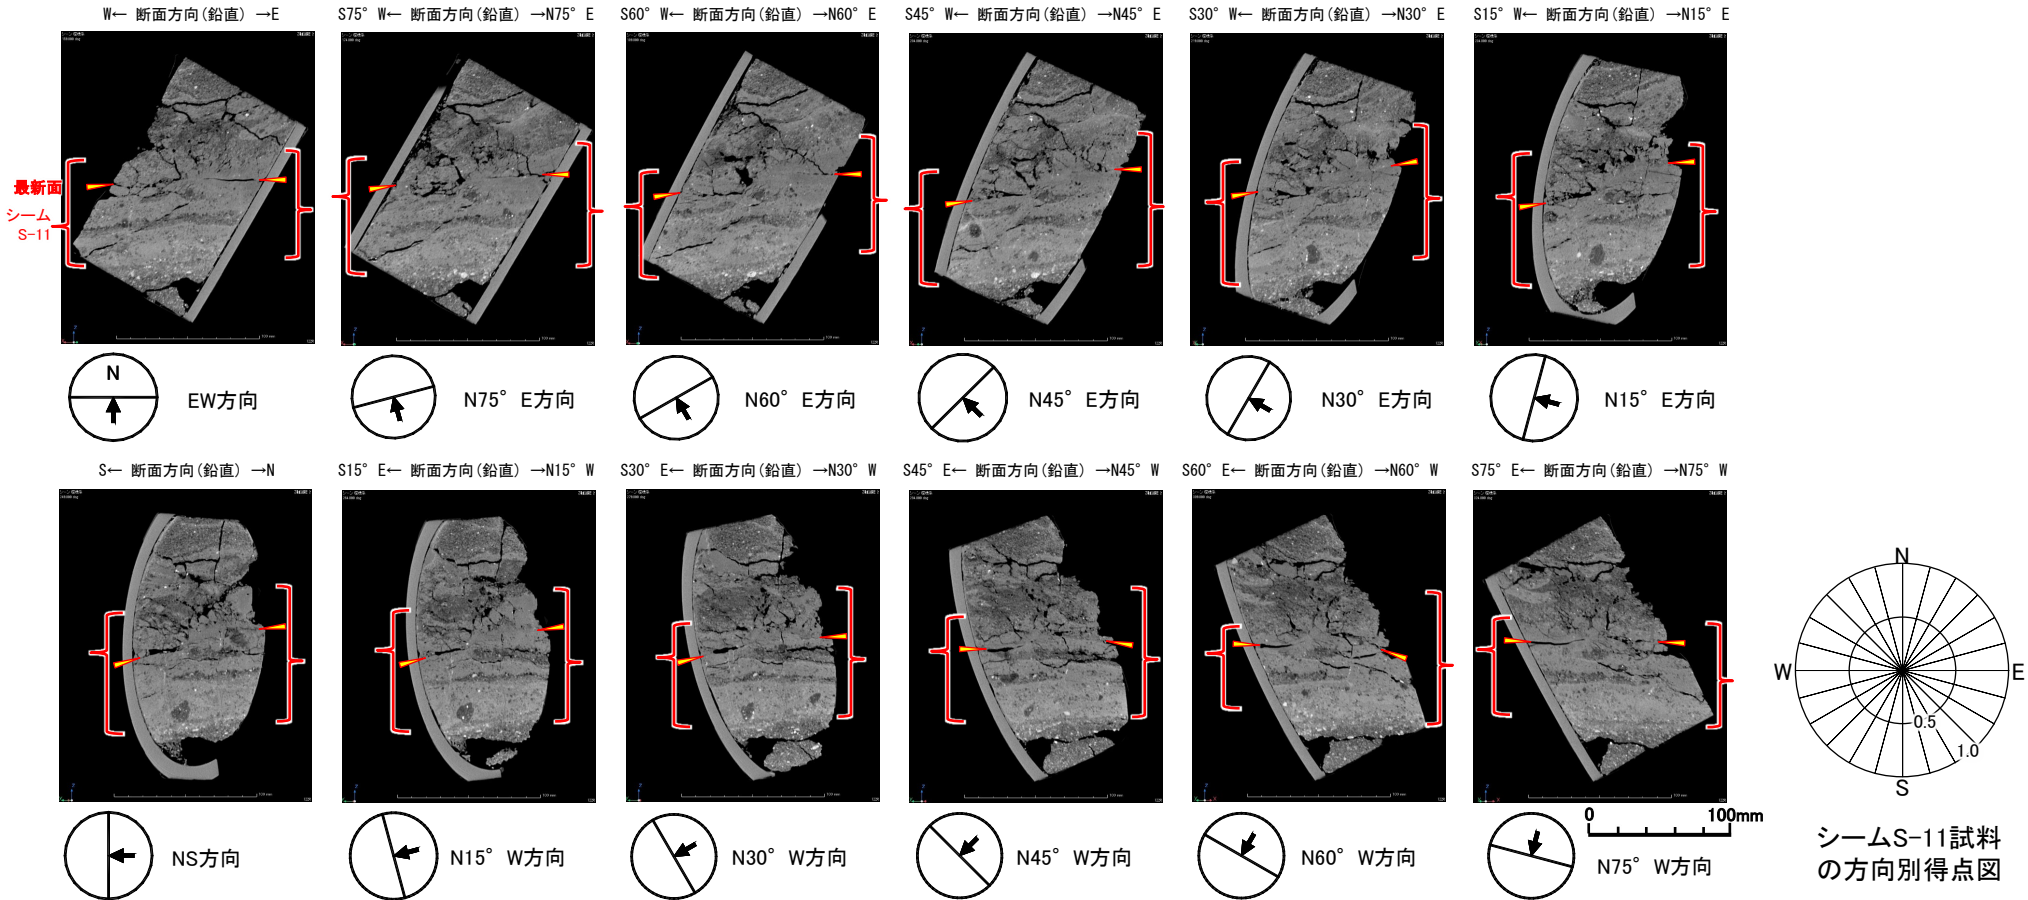 W← 断面方向(鉛直) →E
S75° W← 断面方向(鉛直) →N75° E
S60° W← 断面方向(鉛直) →N60° E
S45° W← 断面方向(鉛直) →N45° E
S30° W← 断面方向(鉛直) →N30° E
S15° W← 断面方向(鉛直) →N15° E
最新面
シーム
S-11
N
EW方向
N75° E方向
N60° E方向
N45° E方向
N30° E方向
N15° E方向
S← 断面方向(鉛直) →N
S15° E← 断面方向(鉛直) →N15° W
S30° E← 断面方向(鉛直) →N30° W
S45° E← 断面方向(鉛直) →N45° W
S60° E← 断面方向(鉛直) →N60° W
S75° E← 断面方向(鉛直) →N75° W
NS方向
N15° W方向
N30° W方向
N45° W方向
N60° W方向
N75° W方向
0 100mm
N
W
E
0.5
1.0
S
シームS-11試料
の方向別得点図